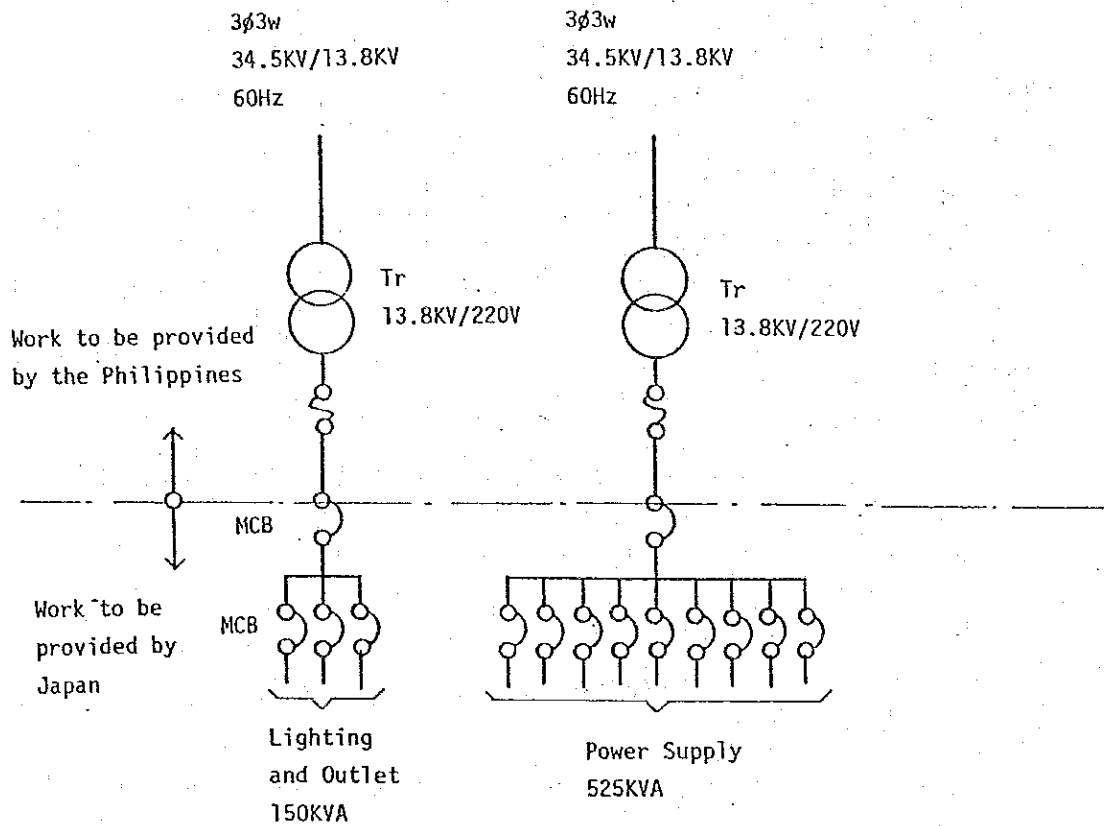 3ø3w
34.5KV/13.8KV
60Hz
3ø3w
34.5KV/13.8KV
60Hz
Tr
13.8KV/220V
Tr
13.8KV/220V
Work to be provided
by the Philippines
MCB
Work to be
provided by
Japan
MCB
Lighting
and Outlet
150KVA
Power Supply
525KVA